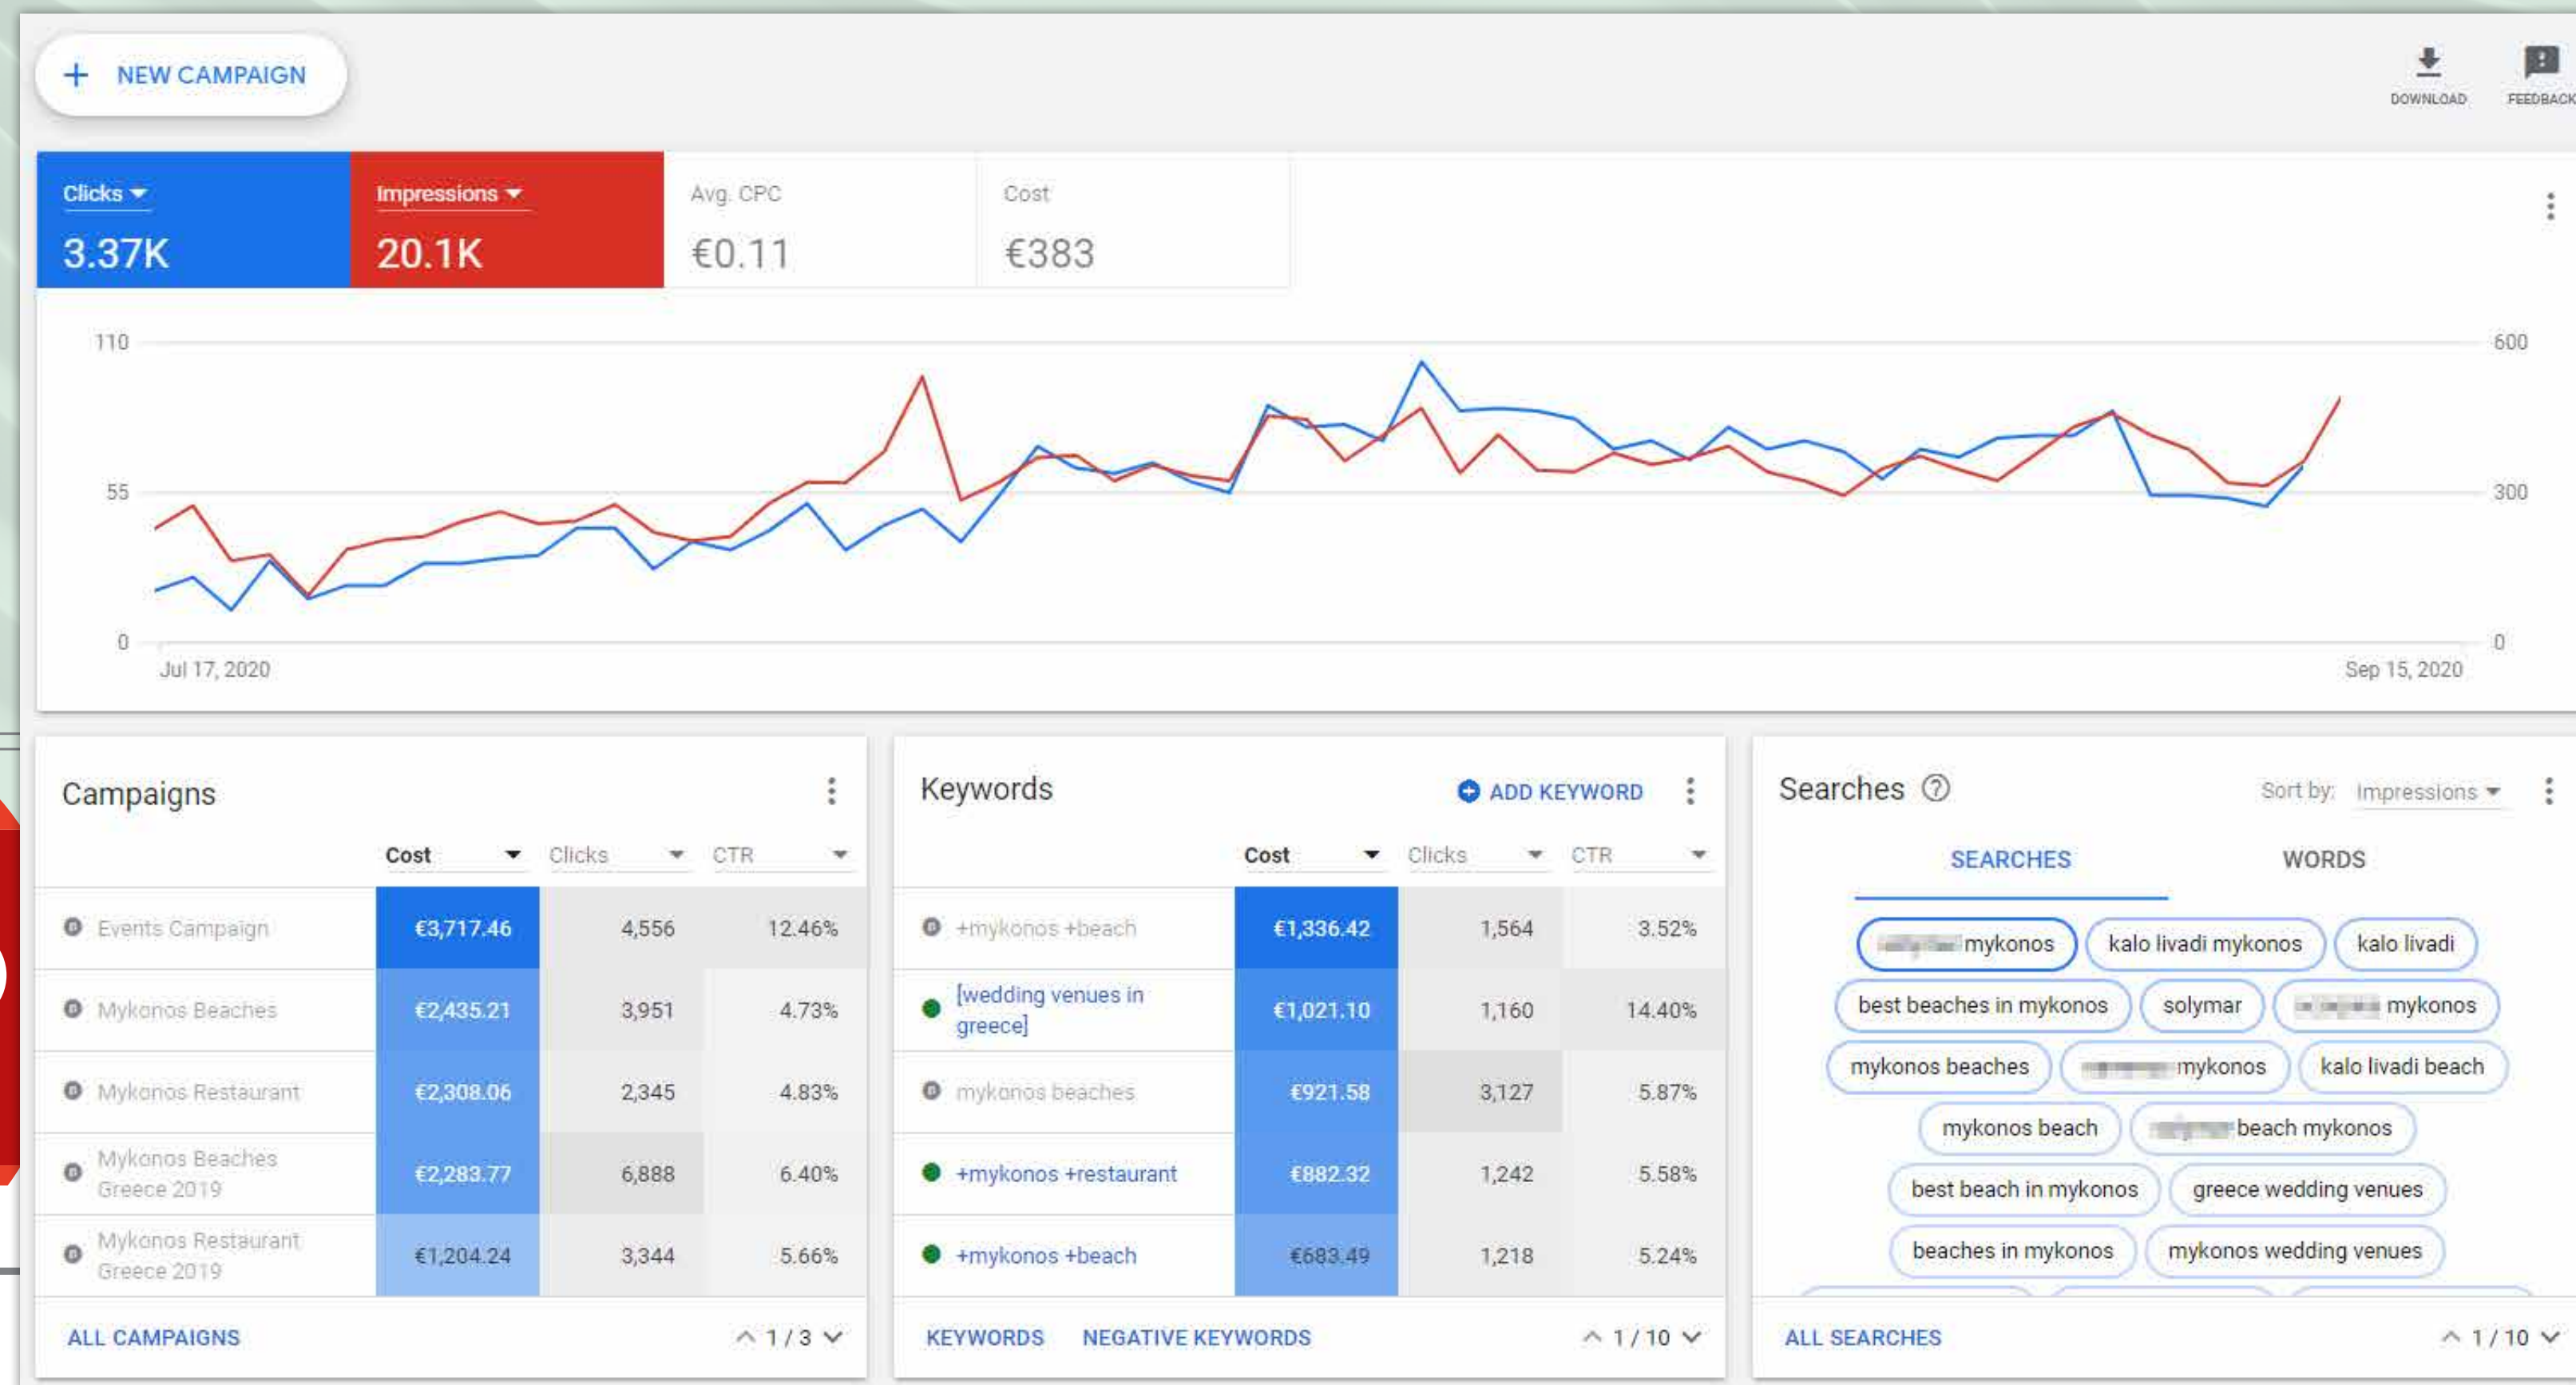 + NEW CAMPAIGN
DOWNLOAD
FEEDBACK
Clicks
Impressions
Avg. CPC
Cost
3.37K
20.1K
€0.11
€383
110
600
55
300
0
0
Jul 17, 2020
Sep 15, 2020
Campaigns
Cost Clicks CTR
Events Campaign €3,717.46 4,556 12.46%
Mykonos Beaches €2,435.21 3,951 4.73%
Mykonos Restaurant €2,308.06 2,345 4.83%
Mykonos Beaches
Greece 2019 €2,283.77 6,888 6.40%
Mykonos Restaurant
Greece 2019 €1,204.24 3,344 5.66%
ALL CAMPAIGNS 1 / 3
Keywords
ADD KEYWORD
Cost Clicks CTR
+mykonos +beach €1,336.42 1,564 3.52%
[wedding venues in
greece] €1,021.10 1,160 14.40%
mykonos beaches €921.58 3,127 5.87%
+mykonos +restaurant €882.32 1,242 5.58%
+mykonos +beach €683.49 1,218 5.24%
KEYWORDS NEGATIVE KEYWORDS 1 / 10
Searches
Sort by: Impressions
SEARCHES WORDS
mykonos kalo livadi mykonos kalo livadi
best beaches in mykonos solymar mykonos
mykonos beaches mykonos kalo livadi beach
mykonos beach beach mykonos
best beach in mykonos greece wedding venues
beaches in mykonos mykonos wedding venues
ALL SEARCHES 1 / 10